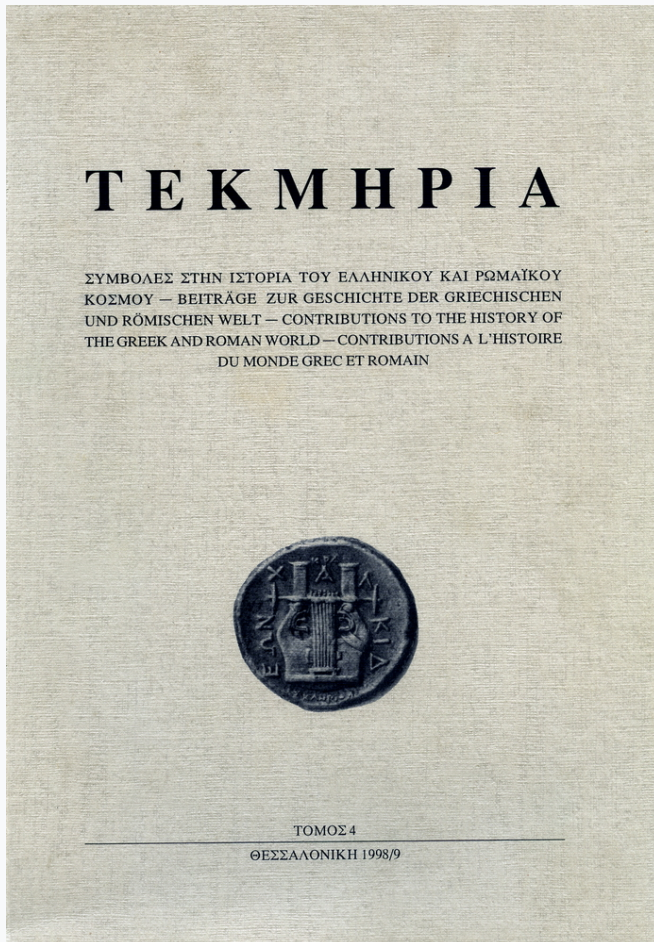 ΤΕΚΜΗΡΙΑ
ΣΥΜΒΟΛΕΣ ΣΤΗΝ ΙΣΤΟΡΙΑ ΤΟΥ ΕΛΛΗΝΙΚΟΥ ΚΑΙ ΡΩΜΑΪΚΟΥ
ΚΟΣΜΟΥ — BEITRÄGE ZUR GESCHICHTE DER GRIECHISCHEN
UND RÖMISCHEN WELT — CONTRIBUTIONS TO THE HISTORY OF
THE GREEK AND ROMAN WORLD — CONTRIBUTIONS A L'HISTOIRE
DU MONDE GREC ET ROMAIN
Χ Α Λ
ΕΩΝ ΚΙΔ
ΤΟΜΟΣ 4
ΘΕΣΣΑΛΟΝΙΚΗ 1998/9